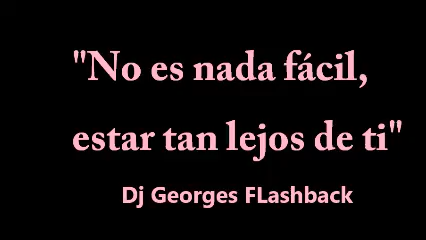 "No es nada fácil,
estar tan lejos de ti"
Dj Georges FLashback